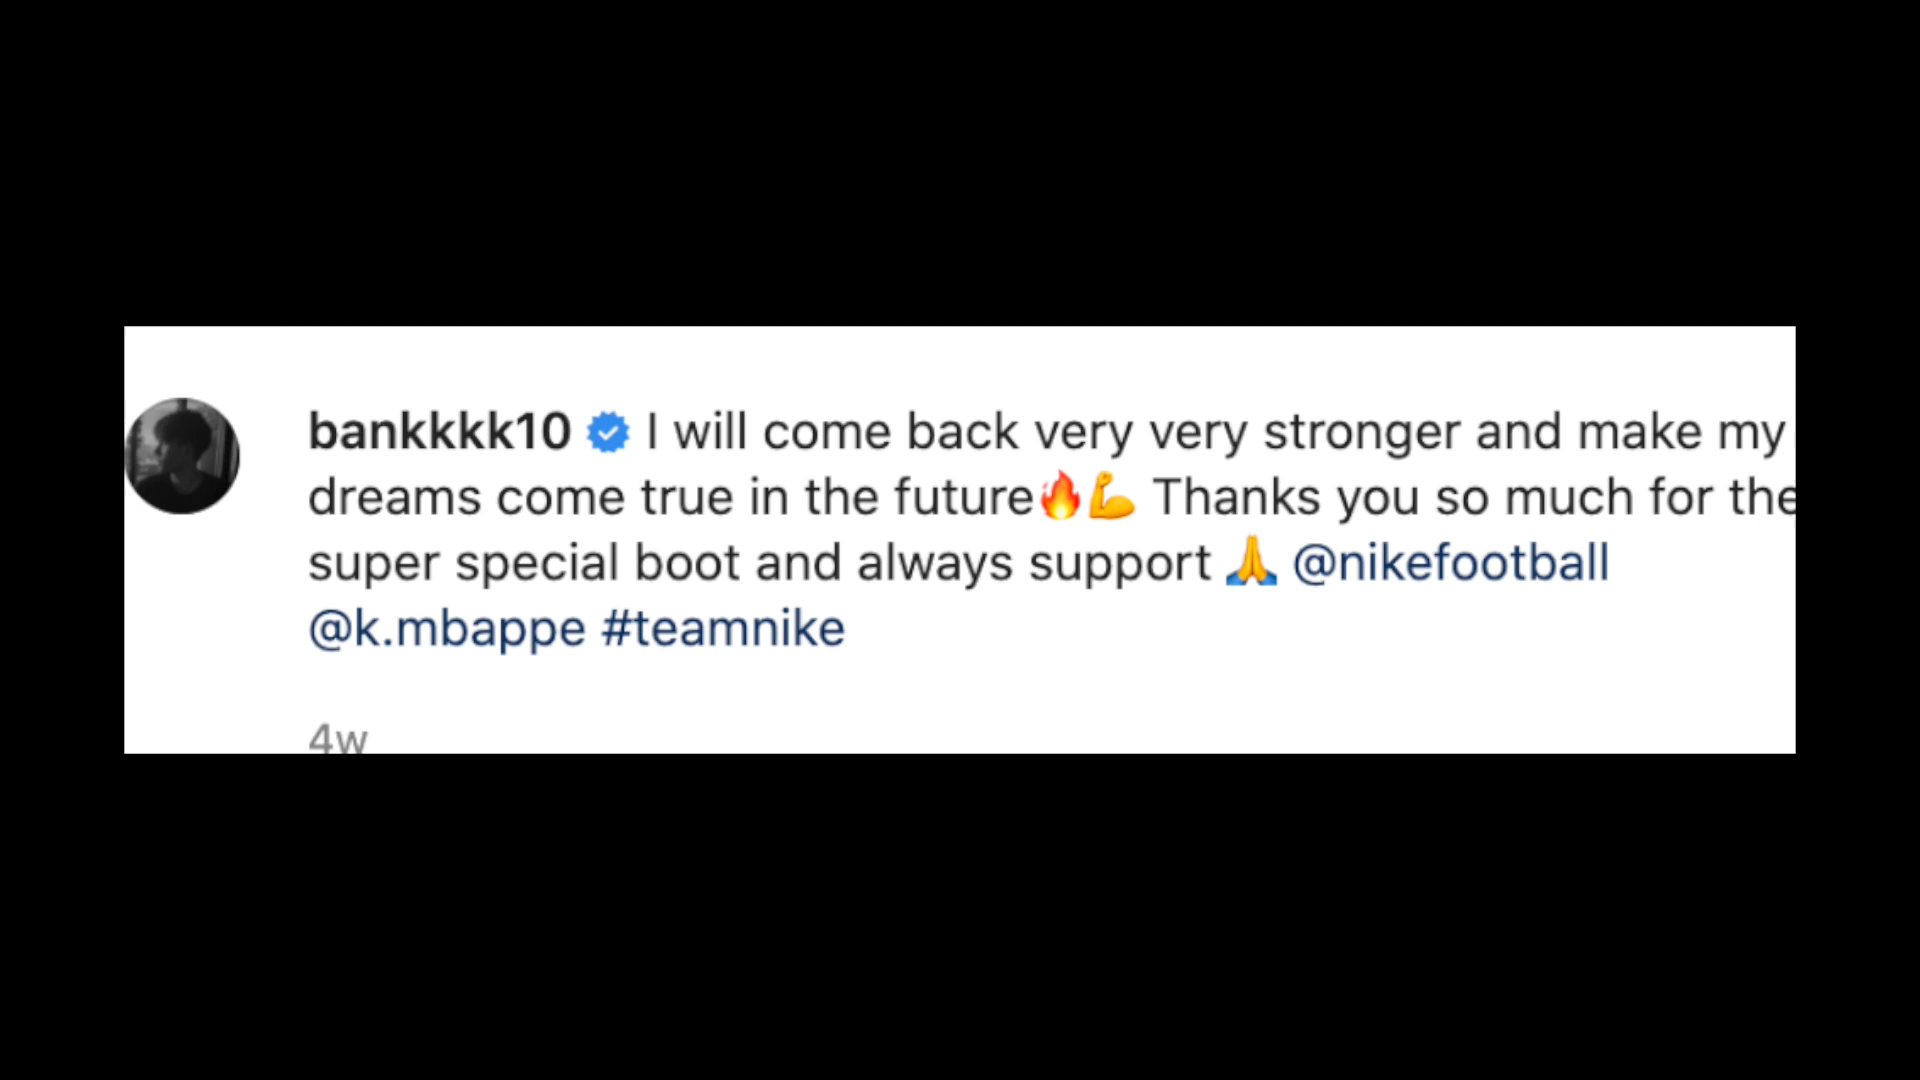 bankkkk10 I will come back very very stronger and make my
dreams come true in the future🔥💪 Thanks you so much for the
super special boot and always support 🙏 @nikefootball
@k.mbappe #teamnike
4w